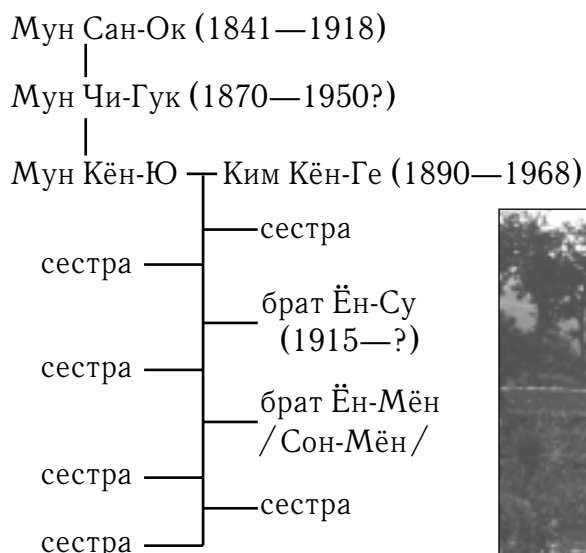 Мун Сан-Ок (1841—1918)
Мун Чи-Гук (1870—1950?)
Мун Кён-Ю Ким Кён-Ге (1890—1968)
сестра
сестра
брат Ён-Су
(1915—?)
сестра
брат Ён-Мён
/Сон-Мён/
сестра
сестра
сестра